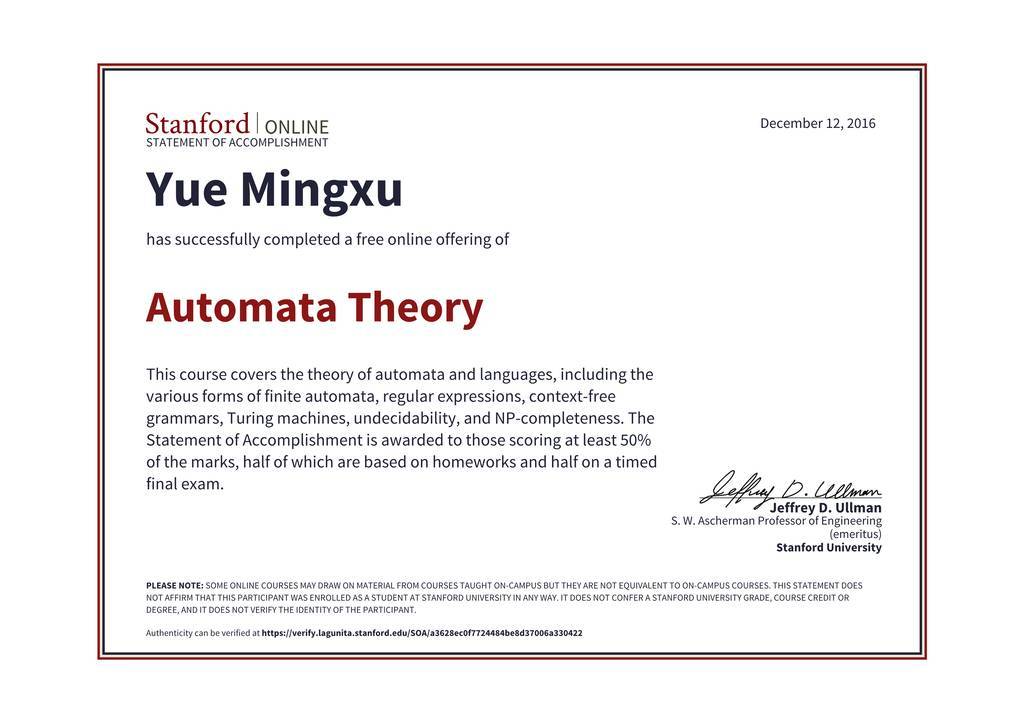 Stanford | ONLINE
December 12, 2016
STATEMENT OF ACCOMPLISHMENT
Yue Mingxu
has successfully completed a free online offering of
Automata Theory
This course covers the theory of automata and languages, including the
various forms of finite automata, regular expressions, context-free
grammars, Turing machines, undecidability, and NP-completeness. The
Statement of Accomplishment is awarded to those scoring at least 50%
of the marks, half of which are based on homeworks and half on a timed
final exam.
Jeffrey D. Ullman
Jeffrey D. Ullman
S. W. Ascherman Professor of Engineering
(emeritus)
Stanford University
PLEASE NOTE: SOME ONLINE COURSES MAY DRAW ON MATERIAL FROM COURSES TAUGHT ON-CAMPUS BUT THEY ARE NOT EQUIVALENT TO ON-CAMPUS COURSES. THIS STATEMENT DOES
NOT AFFIRM THAT THIS PARTICIPANT WAS ENROLLED AS A STUDENT AT STANFORD UNIVERSITY IN ANY WAY. IT DOES NOT CONFER A STANFORD UNIVERSITY GRADE, COURSE CREDIT OR
DEGREE, AND IT DOES NOT VERIFY THE IDENTITY OF THE PARTICIPANT.
Authenticity can be verified at https://verify.lagunita.stanford.edu/SOA/a3628ec0f7724484be8d37006a330422